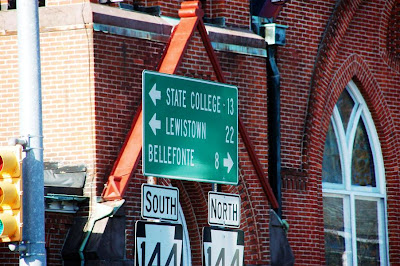 STATE COLLEGE - 13
LEWISTOWN 22
BELLEFONTE 8
SOUTH NORTH
144 144